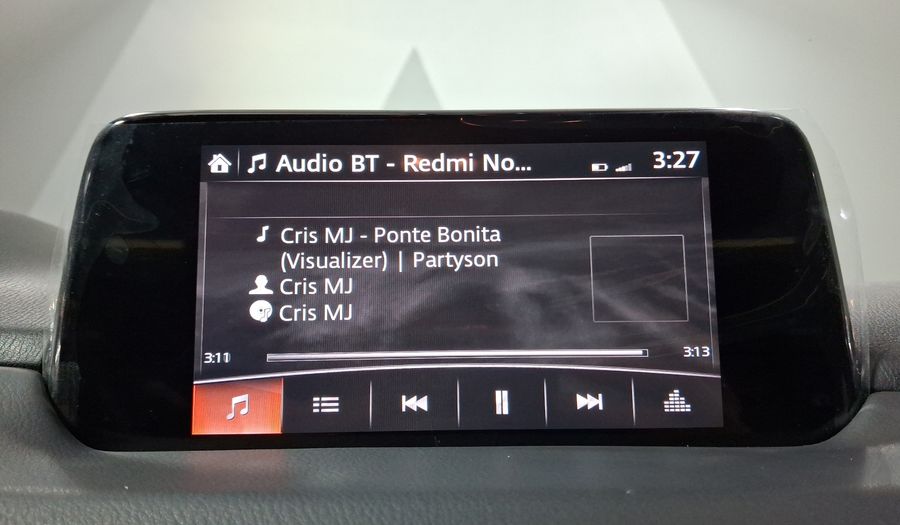 Audio BT - Redmi No... 3:27
Cris MJ - Ponte Bonita
(Visualizer) | Partyson
Cris MJ
Cris MJ
3:11 3:13